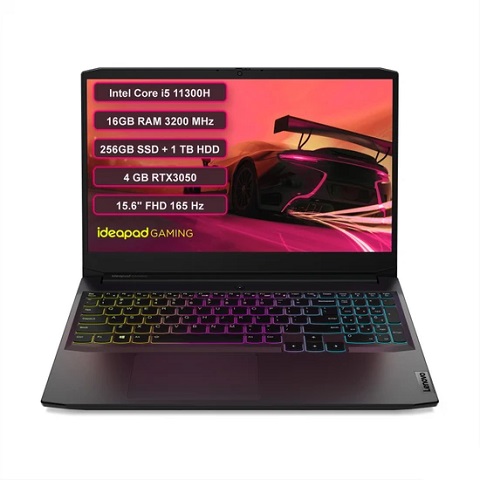 Intel Core i5 11300H
16GB RAM 3200 MHz
256GB SSD + 1 TB HDD
4 GB RTX3050
15.6" FHD 165 Hz
ideapad GAMING
Lenovo